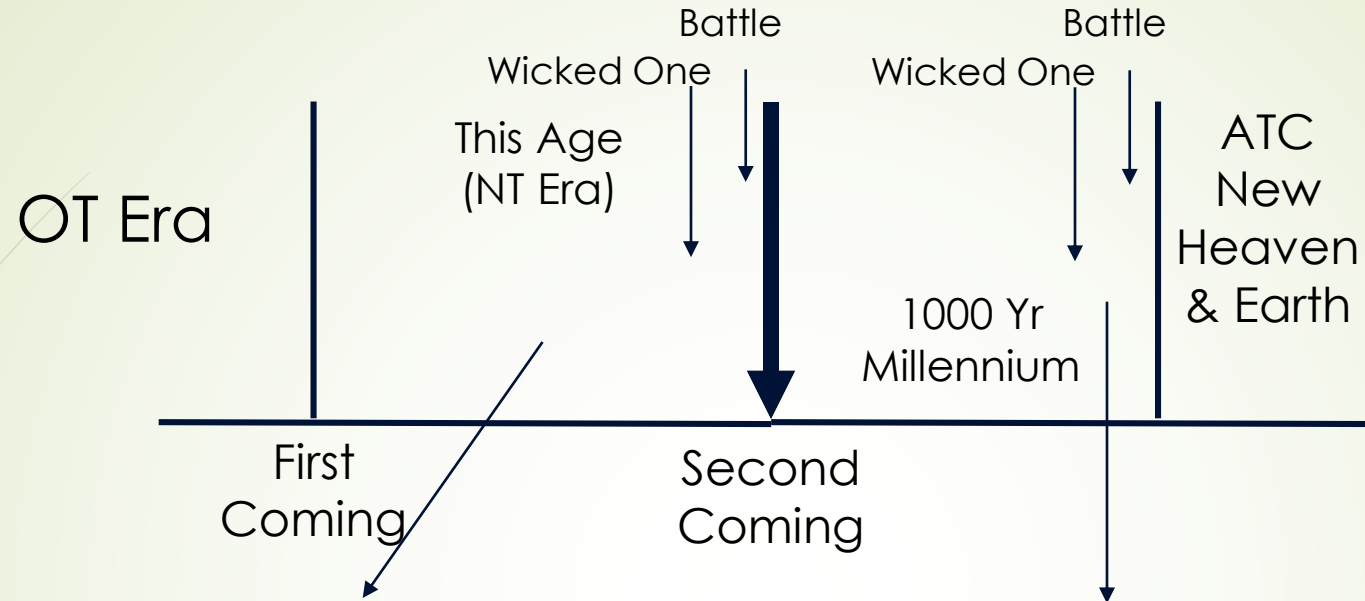 Battle
Wicked One
Battle
Wicked One
OT Era
This Age
(NT Era)
ATC
New
Heaven
& Earth
1000 Yr
Millennium
First
Coming
Second
Coming